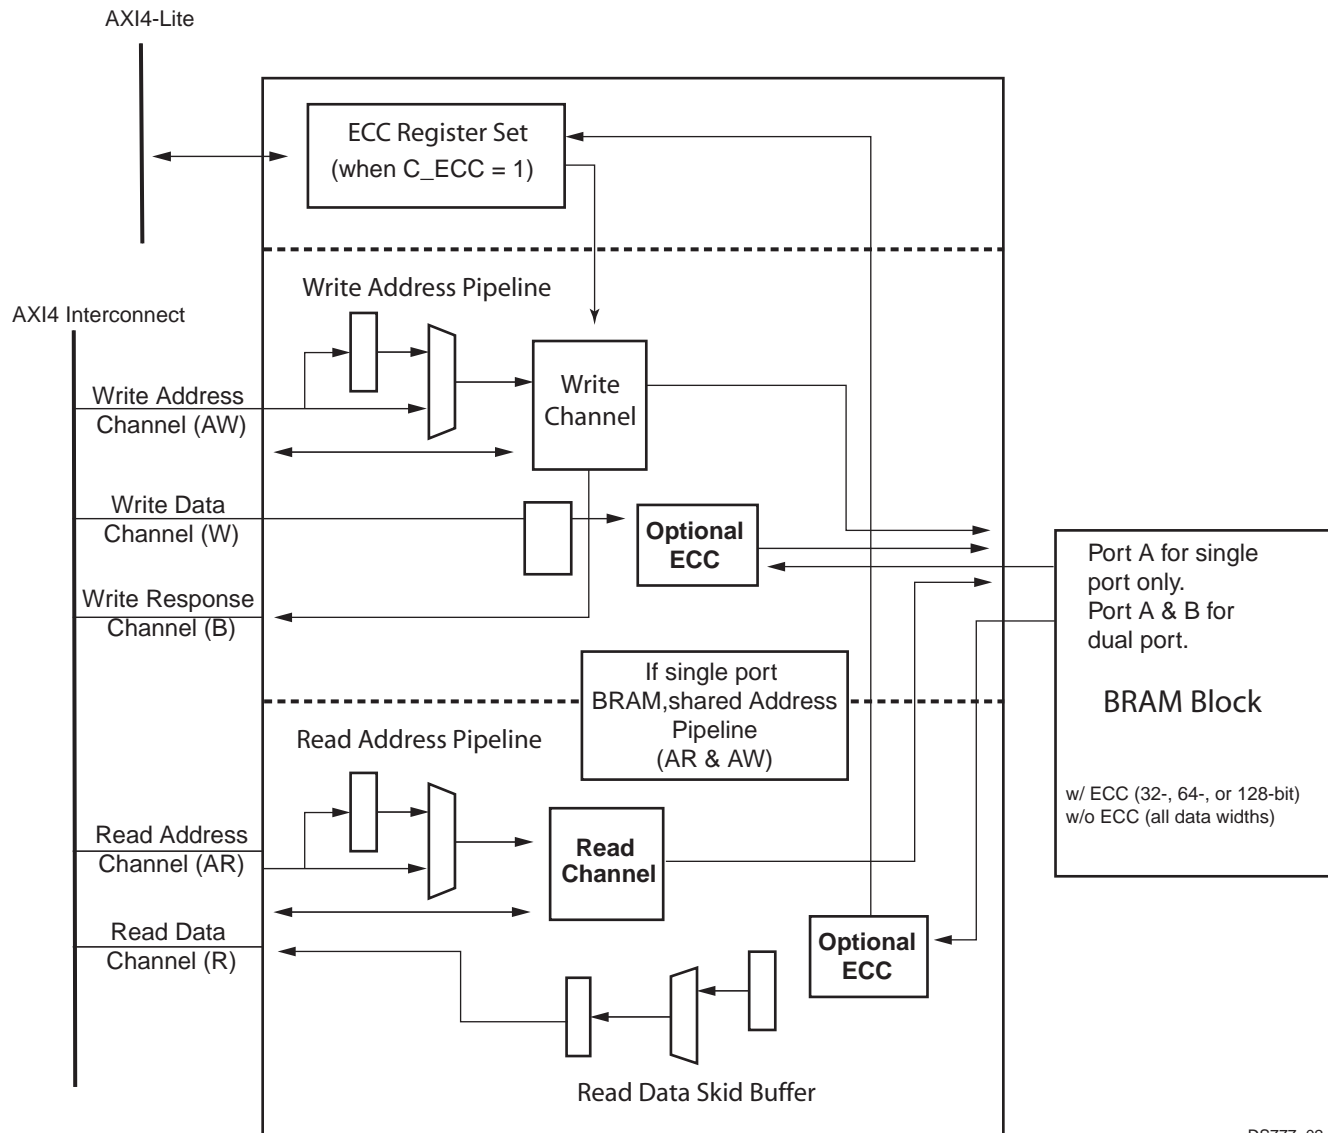 AXI4-Lite
ECC Register Set
(when C_ECC = 1)
Write Address Pipeline
AXI4 Interconnect
Write Address
Channel (AW)
Write
Channel
Write Data
Channel (W)
Optional
ECC
Write Response
Channel (B)
Port A for single
port only.
Port A & B for
dual port.
BRAM Block
w/ ECC (32-, 64-, or 128-bit)
w/o ECC (all data widths)
If single port
BRAM,shared Address
Pipeline
(AR & AW)
Read Address Pipeline
Read Address
Channel (AR)
Read
Channel
Read Data
Channel (R)
Optional
ECC
Read Data Skid Buffer